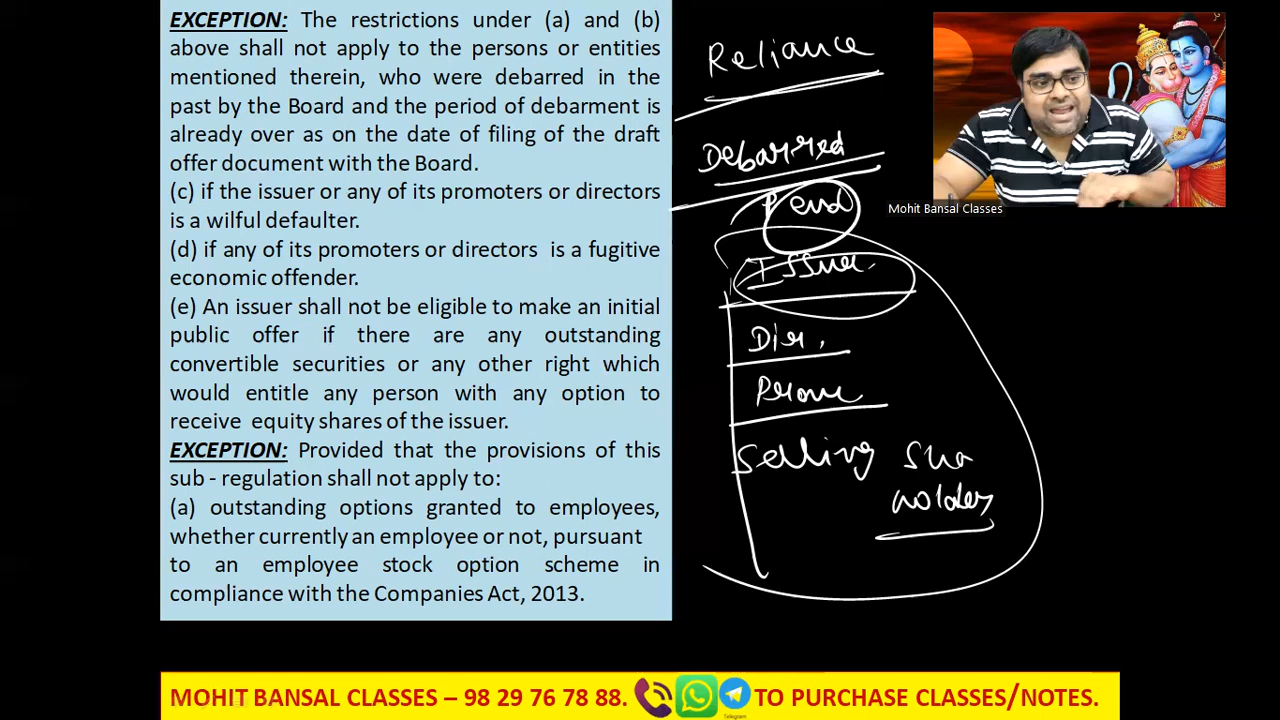 EXCEPTION: The restrictions under (a) and (b)
above shall not apply to the persons or entities
mentioned therein, who were debarred in the
past by the Board and the period of debarment is
already over as on the date of filing of the draft
offer document with the Board.
(c) if the issuer or any of its promoters or directors
is a wilful defaulter.
(d) if any of its promoters or directors is a fugitive
economic offender.
(e) An issuer shall not be eligible to make an initial
public offer if there are any outstanding
convertible securities or any other right which
would entitle any person with any option to
receive equity shares of the issuer.
EXCEPTION: Provided that the provisions of this
sub - regulation shall not apply to:
(a) outstanding options granted to employees,
whether currently an employee or not, pursuant
to an employee stock option scheme in
compliance with the Companies Act, 2013.
Reliance
Debarred
end
Issuer.
Dir.
Prom
Selling Sha
holder
Mohit Bansal Classes
MOHIT BANSAL CLASSES – 98 29 76 78 88. TO PURCHASE CLASSES/NOTES.
Telegram